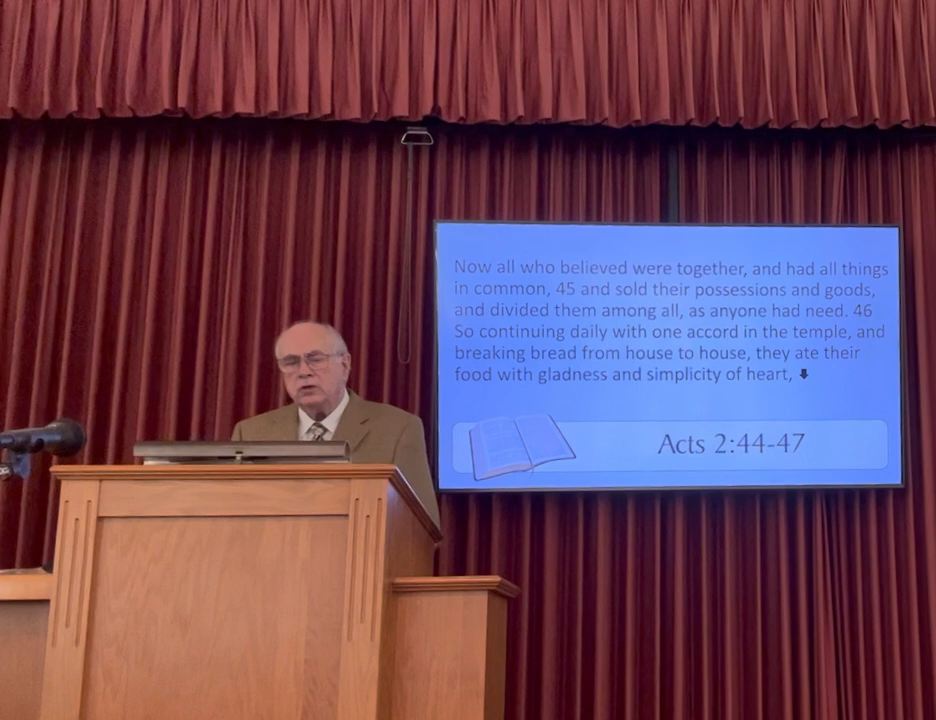 Now all who believed were together, and had all things
in common, 45 and sold their possessions and goods,
and divided them among all, as anyone had need. 46
So continuing daily with one accord in the temple, and
breaking bread from house to house, they ate their
food with gladness and simplicity of heart,
Acts 2:44-47